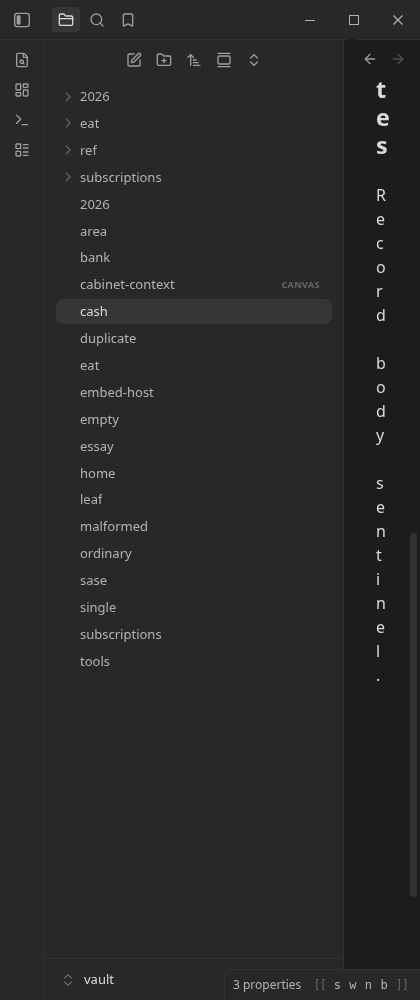 2026
eat
ref
subscriptions
2026
area
bank
cabinet-context CANVAS
cash
duplicate
eat
embed-host
empty
essay
home
leaf
malformed
ordinary
sase
single
subscriptions
tools
vault
t
e
s
R
e
c
o
r
d
b
o
d
y
s
e
n
t
i
n
e
l
.
3 properties [[ s w n b ]]